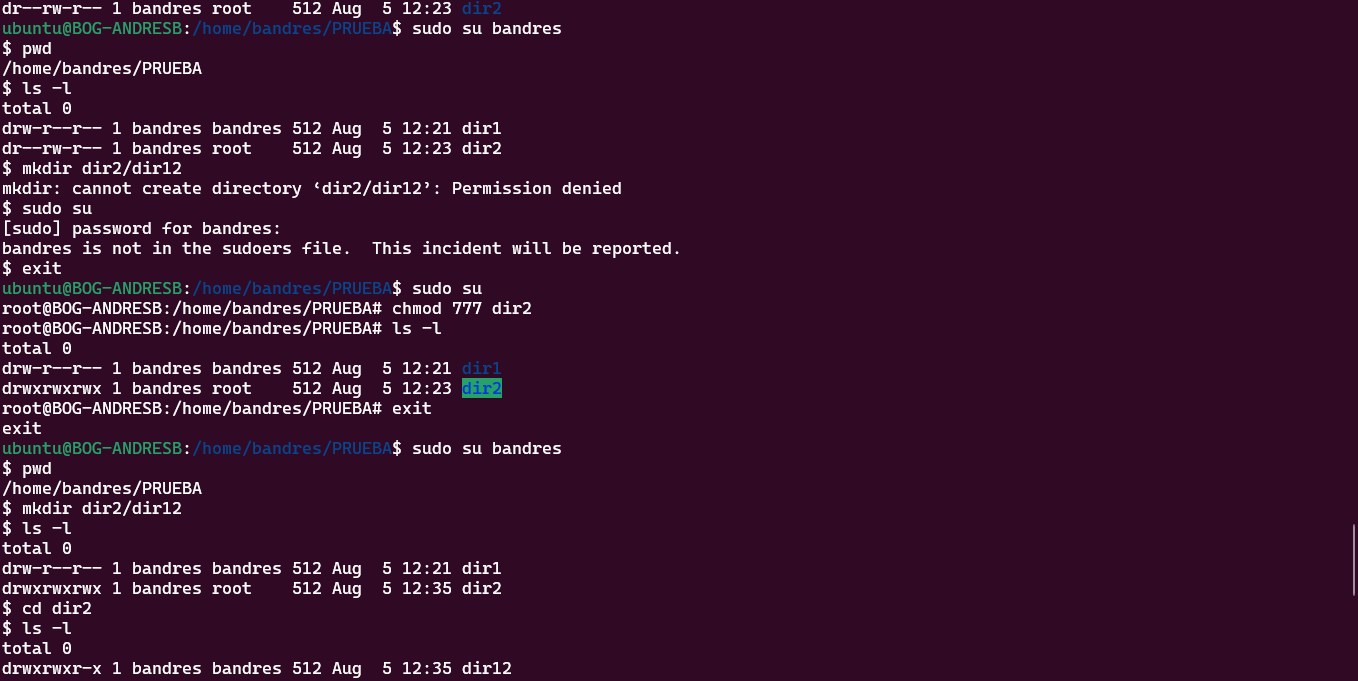 dr--rw-r-- 1 bandres root    512 Aug  5 12:23 dir2
ubuntu@BOG-ANDRESB:/home/bandres/PRUEBA$ sudo su bandres
$ pwd
/home/bandres/PRUEBA
$ ls -l
total 0
drw-r--r-- 1 bandres bandres 512 Aug  5 12:21 dir1
dr--rw-r-- 1 bandres root    512 Aug  5 12:23 dir2
$ mkdir dir2/dir12
mkdir: cannot create directory ‘dir2/dir12’: Permission denied
$ sudo su
[sudo] password for bandres:
bandres is not in the sudoers file.  This incident will be reported.
$ exit
ubuntu@BOG-ANDRESB:/home/bandres/PRUEBA$ sudo su
root@BOG-ANDRESB:/home/bandres/PRUEBA# chmod 777 dir2
root@BOG-ANDRESB:/home/bandres/PRUEBA# ls -l
total 0
drw-r--r-- 1 bandres bandres 512 Aug  5 12:21 dir1
drwxrwxrwx 1 bandres root    512 Aug  5 12:23 dir2
root@BOG-ANDRESB:/home/bandres/PRUEBA# exit
exit
ubuntu@BOG-ANDRESB:/home/bandres/PRUEBA$ sudo su bandres
$ pwd
/home/bandres/PRUEBA
$ mkdir dir2/dir12
$ ls -l
total 0
drw-r--r-- 1 bandres bandres 512 Aug  5 12:21 dir1
drwxrwxrwx 1 bandres root    512 Aug  5 12:35 dir2
$ cd dir2
$ ls -l
total 0
drwxrwxr-x 1 bandres bandres 512 Aug  5 12:35 dir12